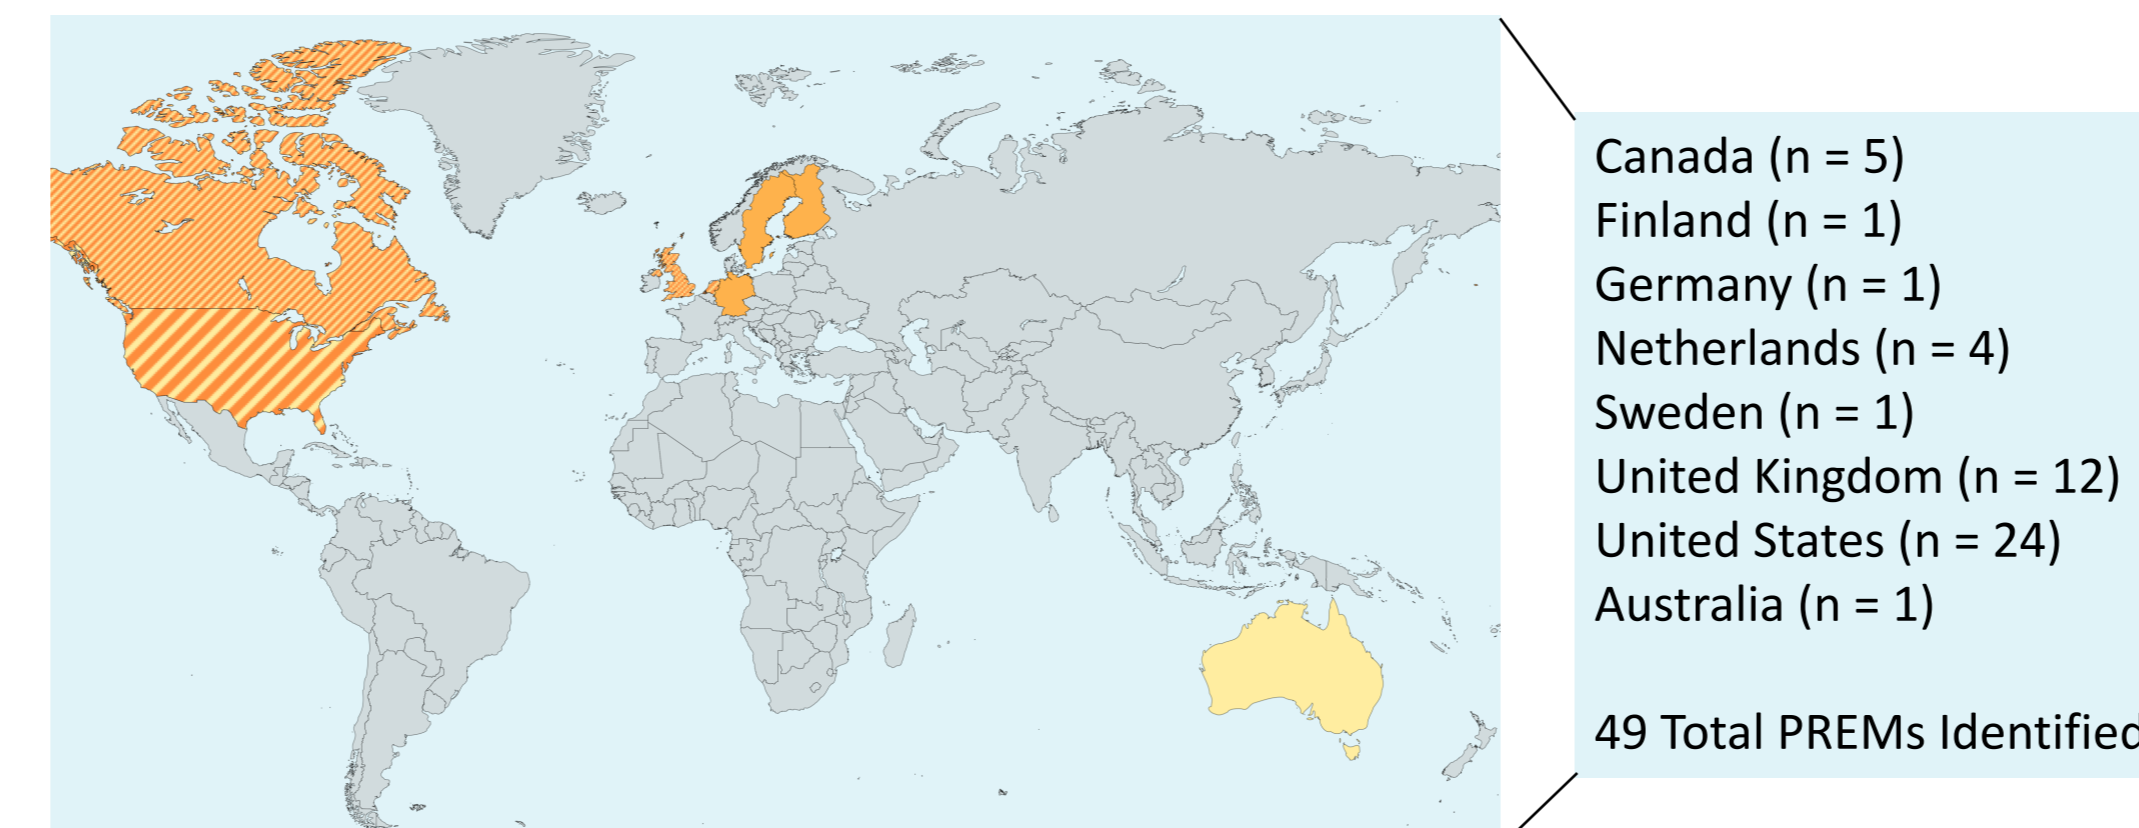 Canada (n = 5)
Finland (n = 1)
Germany (n = 1)
Netherlands (n = 4)
Sweden (n = 1)
United Kingdom (n = 12)
United States (n = 24)
Australia (n = 1)
49 Total PREMs Identified